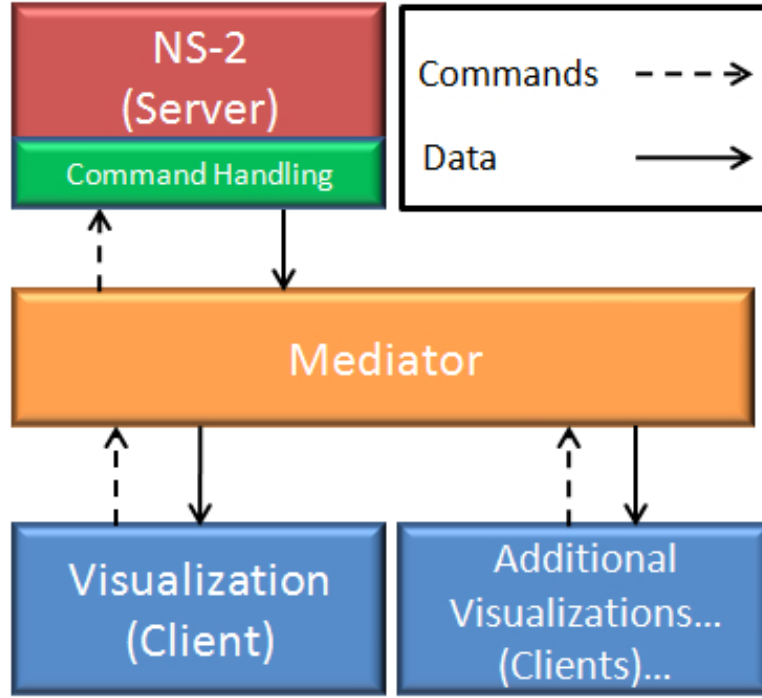 NS-2
(Server)
Command Handling
Commands
Data
Mediator
Visualization
(Client)
Additional
Visualizations...
(Clients)...